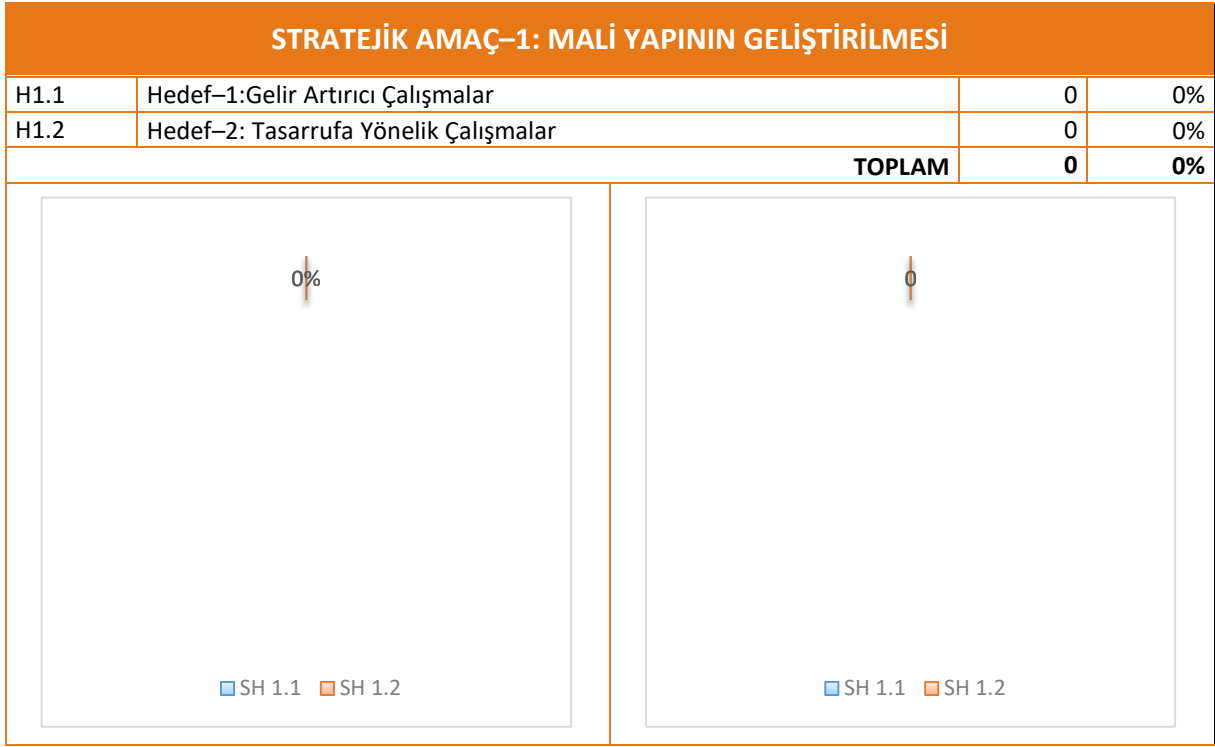 STRATEJİK AMAÇ–1: MALİ YAPININ GELİŞTİRİLMESİ
H1.1 Hedef–1:Gelir Artırıcı Çalışmalar 0 0%
H1.2 Hedef–2: Tasarrufa Yönelik Çalışmalar 0 0%
TOPLAM 0 0%
0%
SH 1.1 SH 1.2
0
SH 1.1 SH 1.2